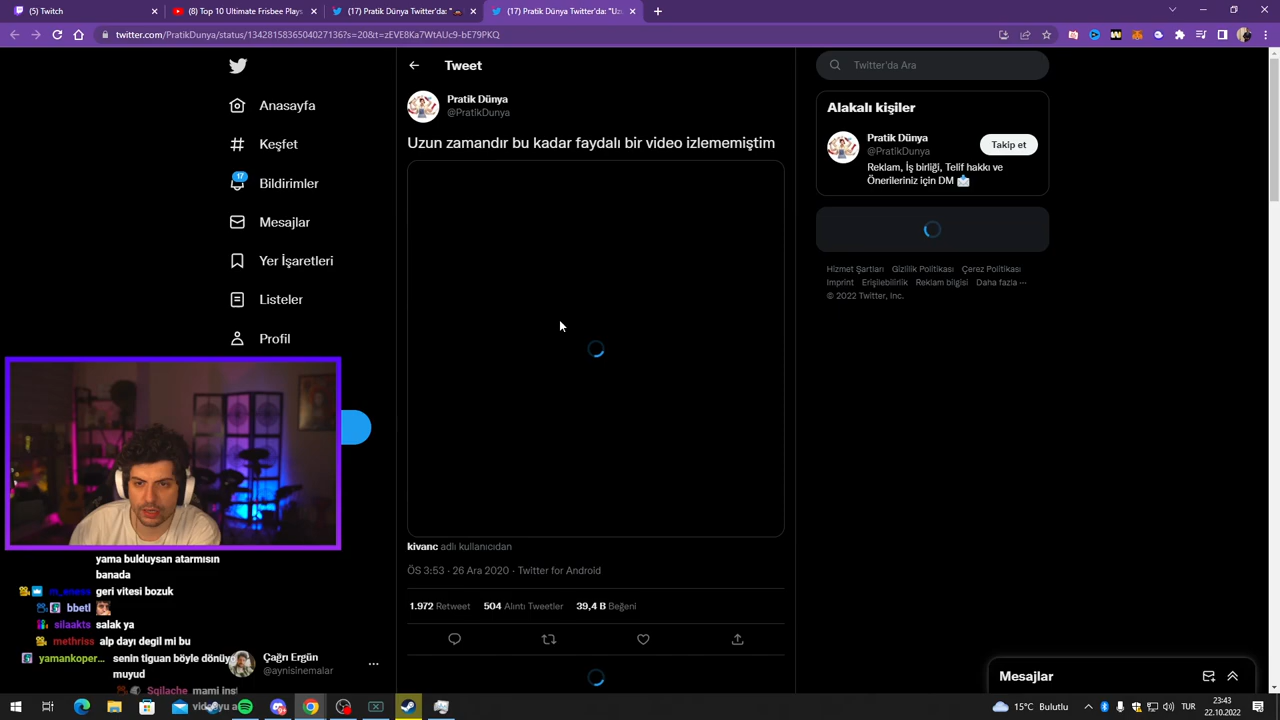 (5) Twitch
(8) Top 10 Ultimate Frisbee Plays
(17) Pratik Dünya Twitter'da: "
(17) Pratik Dünya Twitter'da: "Uzu
twitter.com/PratikDunya/status/1342815836504027136?s=20&t=zEVE8Ka7WtAUc9-bE79PKQ
Tweet
Anasayfa
Keşfet
17
Bildirimler
Mesajlar
Yer İşaretleri
Listeler
Profil
Pratik Dünya
@PratikDunya
Uzun zamandır bu kadar faydalı bir video izlememiştim
kivanc adlı kullanıcıdan
ÖS 3:53 · 26 Ara 2020 · Twitter for Android
1.972 Retweet 504 Alıntı Tweetler 39,4 B Beğeni
Twitter'da Ara
Alakalı kişiler
Pratik Dünya
@PratikDunya
Takip et
Reklam, İş birliği, Telif hakkı ve
Önerileriniz için DM
Hizmet Şartları Gizlilik Politikası Çerez Politikası
Imprint Erişilebilirlik Reklam bilgisi Daha fazla ···
© 2022 Twitter, Inc.
yama bulduysan atarmısın
banada
geri vitesi bozuk
bbetl
silaakts salak ya
methriss alp dayı degil mi bu
yamankoper... senin tiguan böyle dönüyo
muyud
Sgilache mami inst
videoyu a
Çağrı Ergün
@aynisinemalar
Mesajlar
15°C Bulutlu
TUR
23:43
22.10.2022